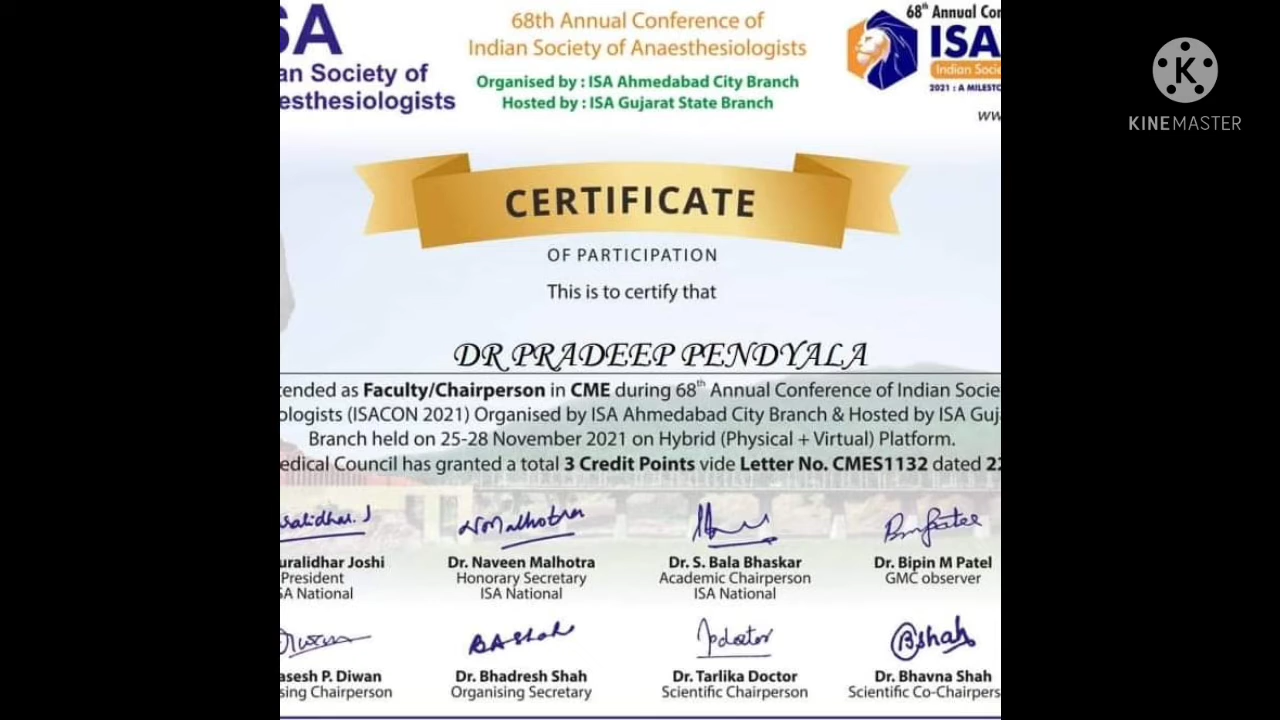 SA
an Society of
esthesiologists
68th Annual Conference of
Indian Society of Anaesthesiologists
Organised by : ISA Ahmedabad City Branch
Hosted by : ISA Gujarat State Branch
68th Annual Con
ISA
Indian Socie
2021 : A MILESTO
ww
K
KINEMASTER
CERTIFICATE
OF PARTICIPATION
This is to certify that
DR PRADEEP PENDYALA
tended as Faculty/Chairperson in CME during 68th Annual Conference of Indian Socie
ologists (ISACON 2021) Organised by ISA Ahmedabad City Branch & Hosted by ISA Guj
Branch held on 25-28 November 2021 on Hybrid (Physical + Virtual) Platform.
edical Council has granted a total 3 Credit Points vide Letter No. CMES1132 dated 22
uralidhar Joshi
President
SA National
Dr. Naveen Malhotra
Honorary Secretary
ISA National
Dr. S. Bala Bhaskar
Academic Chairperson
ISA National
Dr. Bipin M Patel
GMC observer
asesh P. Diwan
sing Chairperson
BAShah
Dr. Bhadresh Shah
Organising Secretary
Dr. Tarlika Doctor
Scientific Chairperson
Bshah
Dr. Bhavna Shah
Scientific Co-Chairpers